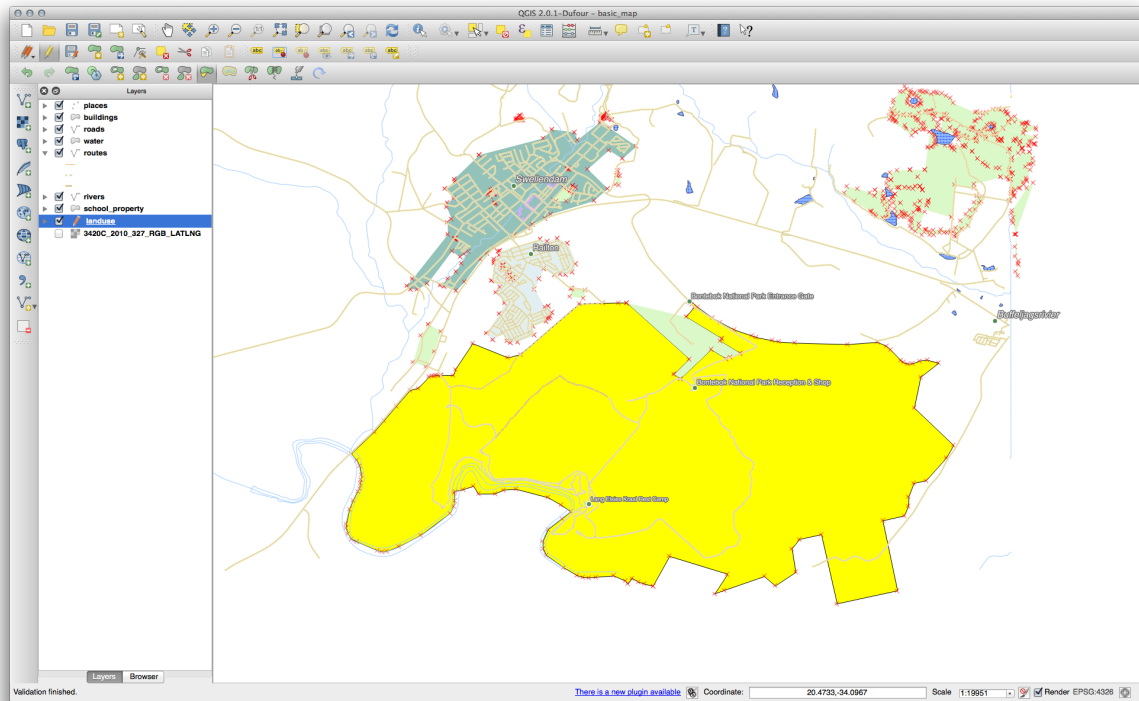 QGIS 2.0.1-Dufour - basic_map
Layers
places
buildings
roads
water
routes
rivers
school_property
landuse
3420C_2010_327_RGB_LATLNG
Swellendam
Railton
Bontebok National Park Entrance Gate
Buffeljagsrivier
Bontebok National Park Reception & Shop
Lang Elsies Kraal Rest Camp
Layers
Browser
Validation finished.
There is a new plugin available
Coordinate:
20.4733,-34.0967
Scale
1:19951
Render
EPSG:4326